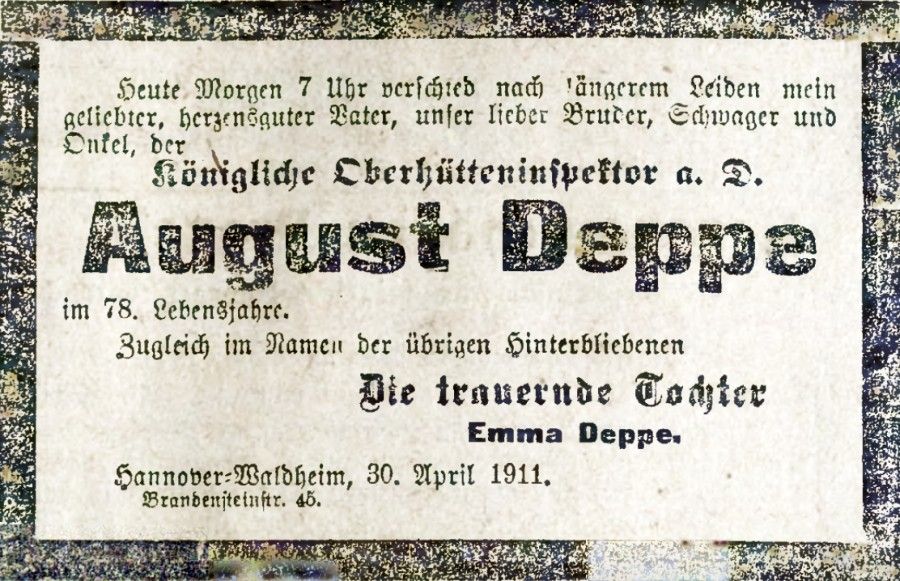 Heute Morgen 7 Uhr verschied nach längerem Leiden mein
geliebter, herzensguter Vater, unser lieber Bruder, Schwager und
Onkel, der
Königliche Oberhütteninspektor a. D.
August Deppe
im 78. Lebensjahre.
Zugleich im Namen der übrigen Hinterbliebenen
Die trauernde Tochter
Emma Deppe.
Hannover-Waldheim, 30. April 1911.
Brandensteinstr. 45.